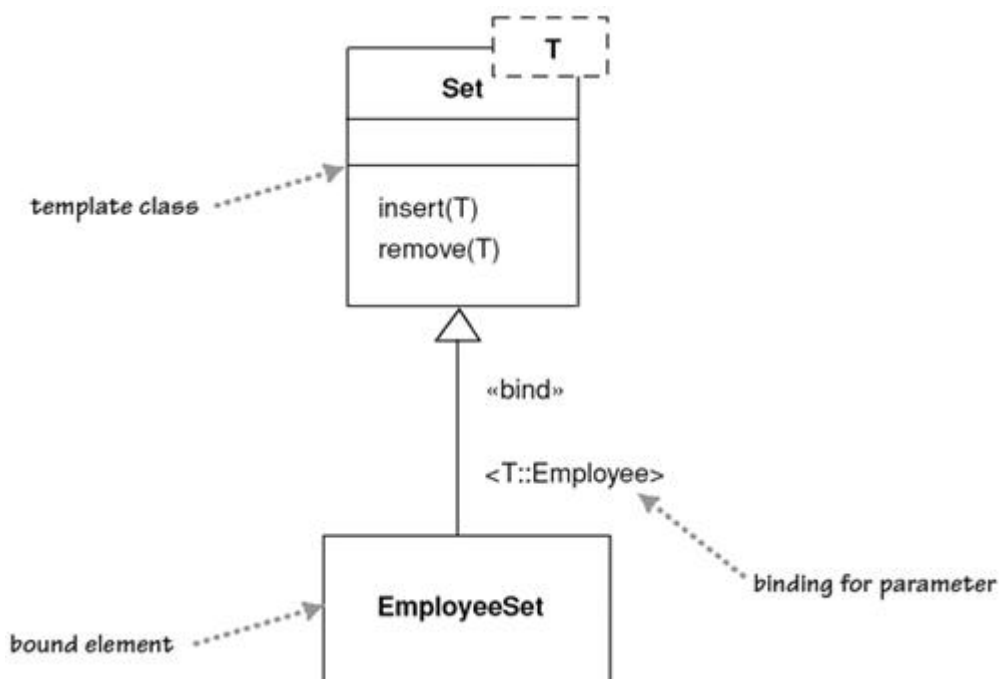 T
Set
template class
insert(T)
remove(T)
«bind»
<T::Employee>
binding for parameter
EmployeeSet
bound element